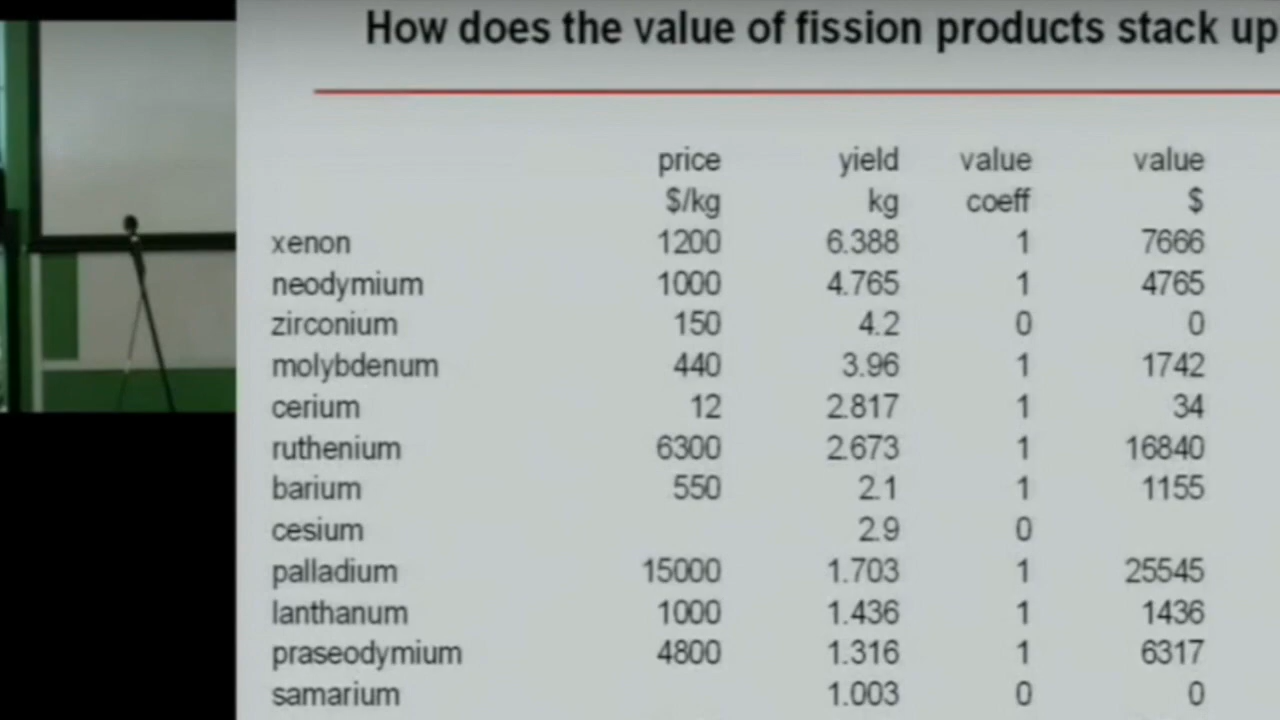 How does the value of fission products stack up
price yield value value
$/kg kg coeff $
xenon 1200 6.388 1 7666
neodymium 1000 4.765 1 4765
zirconium 150 4.2 0 0
molybdenum 440 3.96 1 1742
cerium 12 2.817 1 34
ruthenium 6300 2.673 1 16840
barium 550 2.1 1 1155
cesium 2.9 0
palladium 15000 1.703 1 25545
lanthanum 1000 1.436 1 1436
praseodymium 4800 1.316 1 6317
samarium 1.003 0 0